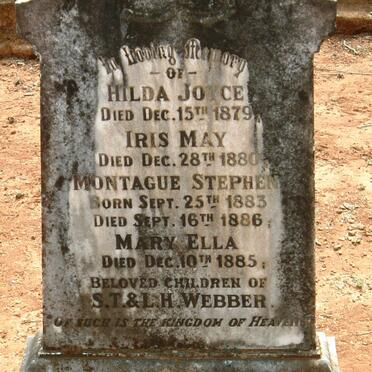 In Loving Memory
- OF -
HILDA JOYCE
DIED DEC. 15TH 1879,
IRIS MAY
DIED DEC. 28TH 1880
MONTAGUE STEPHEN
BORN SEPT. 25TH 1883
DIED SEPT. 16TH 1886;
MARY ELLA
DIED DEC. 10TH 1885;
BELOVED CHILDREN OF
S.T. & L.H. WEBBER.
"OF SUCH IS THE KINGDOM OF HEAVEN"